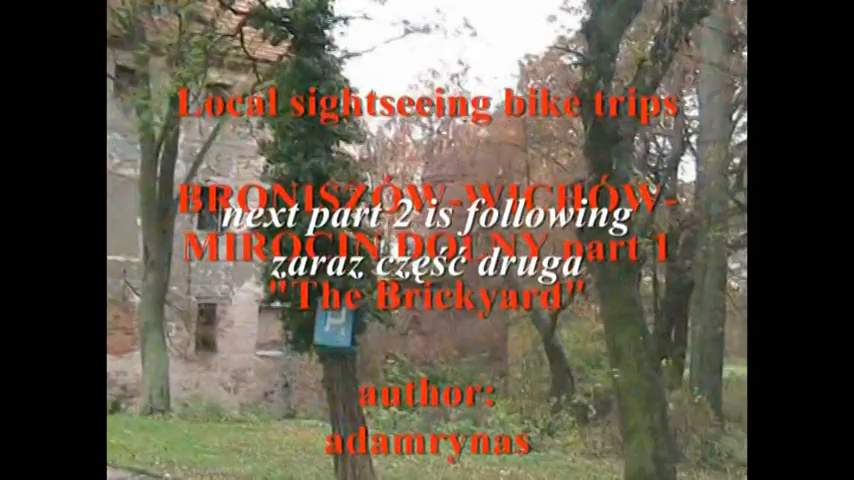 Local sightseeing bike trips
BRONISZÓW-WICHÓW-
next part 2 is following
MIROCIN DOLNY part 1
zaraz część druga
"The Brickyard"
author:
adamrynas